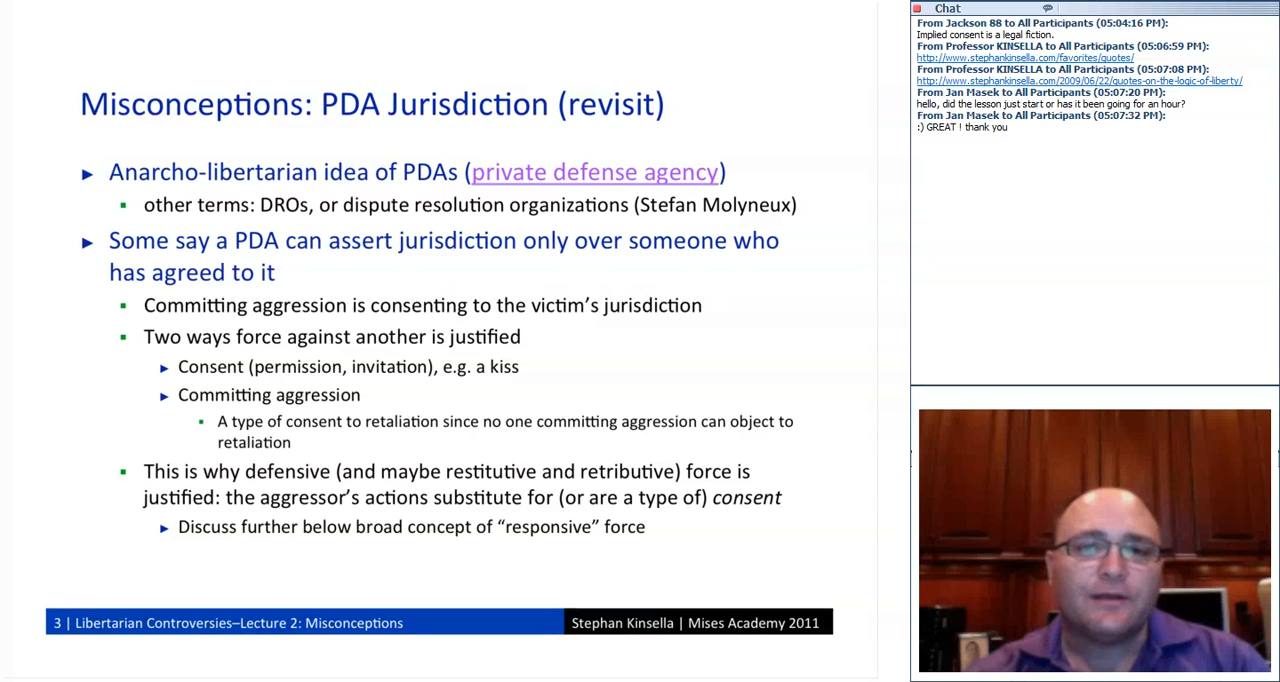 Misconceptions: PDA Jurisdiction (revisit)
► Anarcho-libertarian idea of PDAs (private defense agency)
▪ other terms: DROs, or dispute resolution organizations (Stefan Molyneux)
► Some say a PDA can assert jurisdiction only over someone who
has agreed to it
▪ Committing aggression is consenting to the victim's jurisdiction
▪ Two ways force against another is justified
► Consent (permission, invitation), e.g. a kiss
► Committing aggression
▪ A type of consent to retaliation since no one committing aggression can object to
retaliation
▪ This is why defensive (and maybe restitutive and retributive) force is
justified: the aggressor's actions substitute for (or are a type of) consent
► Discuss further below broad concept of “responsive” force
3 | Libertarian Controversies–Lecture 2: Misconceptions
Stephan Kinsella | Mises Academy 2011
Chat
From Jackson 88 to All Participants (05:04:16 PM):
Implied consent is a legal fiction.
From Professor KINSELLA to All Participants (05:06:59 PM):
http://www.stephankinsella.com/favorites/quotes/
From Professor KINSELLA to All Participants (05:07:08 PM):
http://www.stephankinsella.com/2009/06/22/quotes-on-the-logic-of-liberty/
From Jan Masek to All Participants (05:07:20 PM):
hello, did the lesson just start or has it been going for an hour?
From Jan Masek to All Participants (05:07:32 PM):
:) GREAT ! thank you